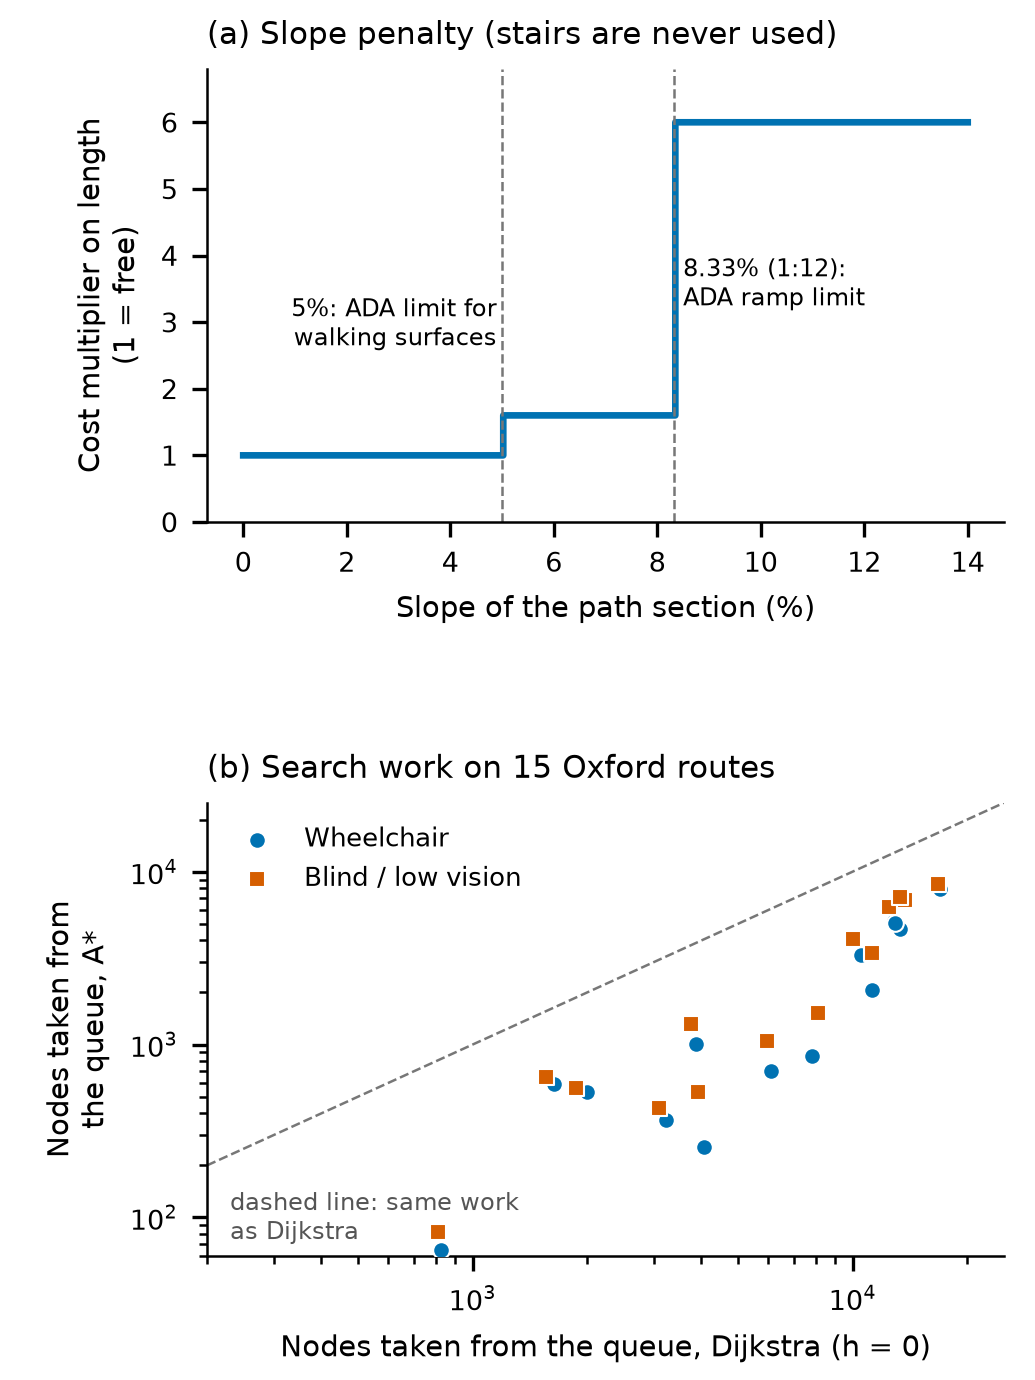 (a) Slope penalty (stairs are never used)
Cost multiplier on length
(1 = free)
6
5
4
3
2
1
0
5%: ADA limit for
walking surfaces
8.33% (1:12):
ADA ramp limit
0 2 4 6 8 10 12 14
Slope of the path section (%)
(b) Search work on 15 Oxford routes
Wheelchair
Blind / low vision
Nodes taken from
the queue, A*
10⁴
10³
10²
dashed line: same work
as Dijkstra
10³ 10⁴
Nodes taken from the queue, Dijkstra (h = 0)